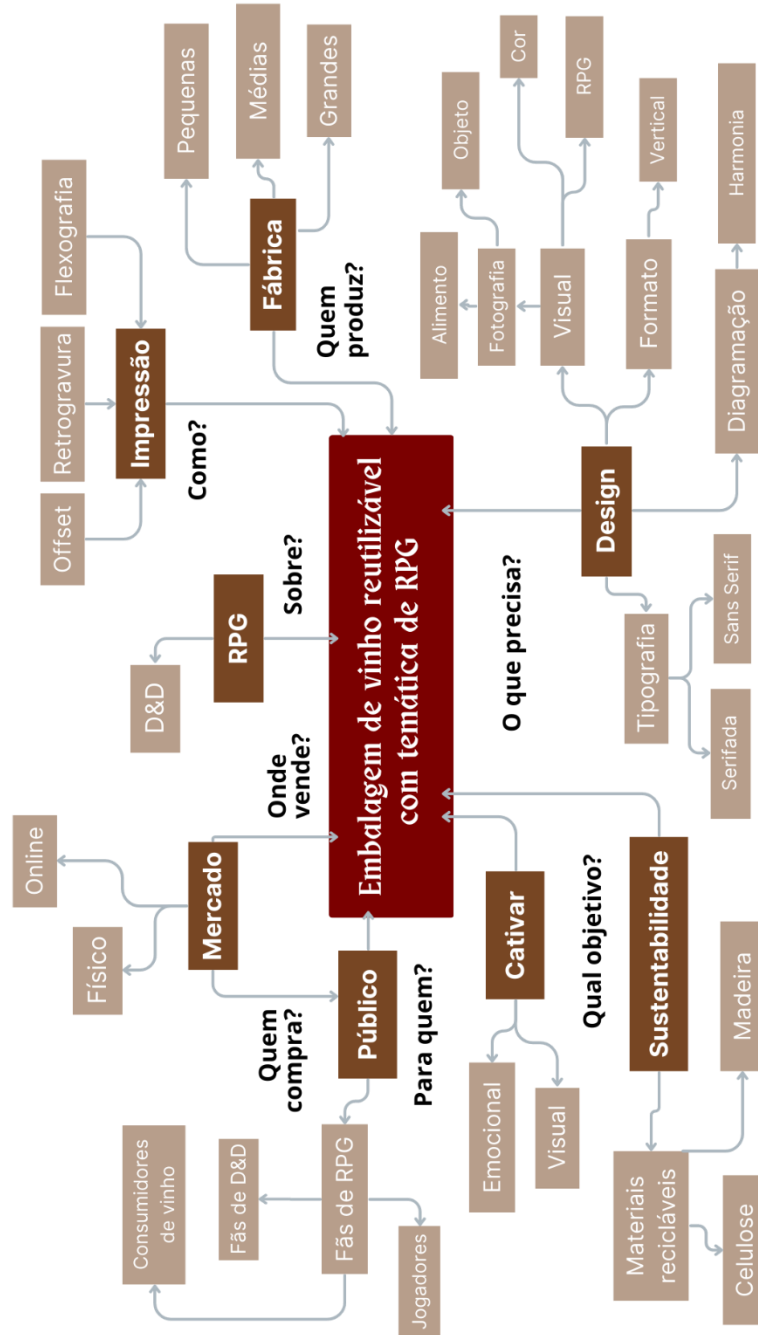 Online
Físico
Mercado
Onde
vende?
Quem
compra?
Consumidores
de vinho
Fãs de D&D
Fãs de RPG
Jogadores
Público
Para quem?
D&D
RPG
Sobre?
Offset
Retrogravura
Flexografia
Impressão
Como?
Pequenas
Médias
Grandes
Fábrica
Quem
produz?
Embalagem de vinho reutilizável
com temática de RPG
Emocional
Visual
Cativar
Qual objetivo?
Sustentabilidade
Materiais
recicláveis
Celulose
Madeira
O que precisa?
Design
Tipografia
Serifada
Sans Serif
Alimento
Objeto
Fotografia
Visual
Cor
RPG
Formato
Vertical
Diagramação
Harmonia